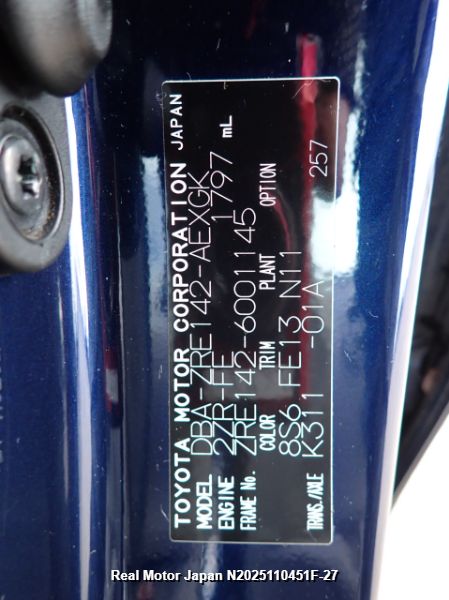 TOYOTA MOTOR CORPORATION JAPAN
MODEL DBA-ZRE142-AEXGK
ENGINE 2ZR-FE 1797 mL
FRAME No. ZRE142-6001145
COLOR TRIM PLANT OPTION
8S6 FE13 N11 257
TRANS./AXLE K311 -01A
Real Motor Japan N2025110451F-27